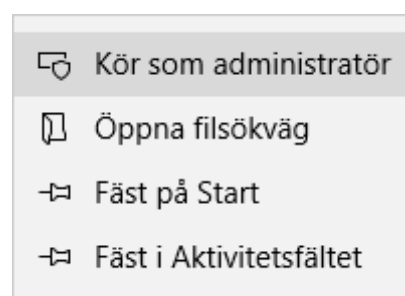 Kör som administratör
Öppna filsökväg
Fäst på Start
Fäst i Aktivitetsfältet